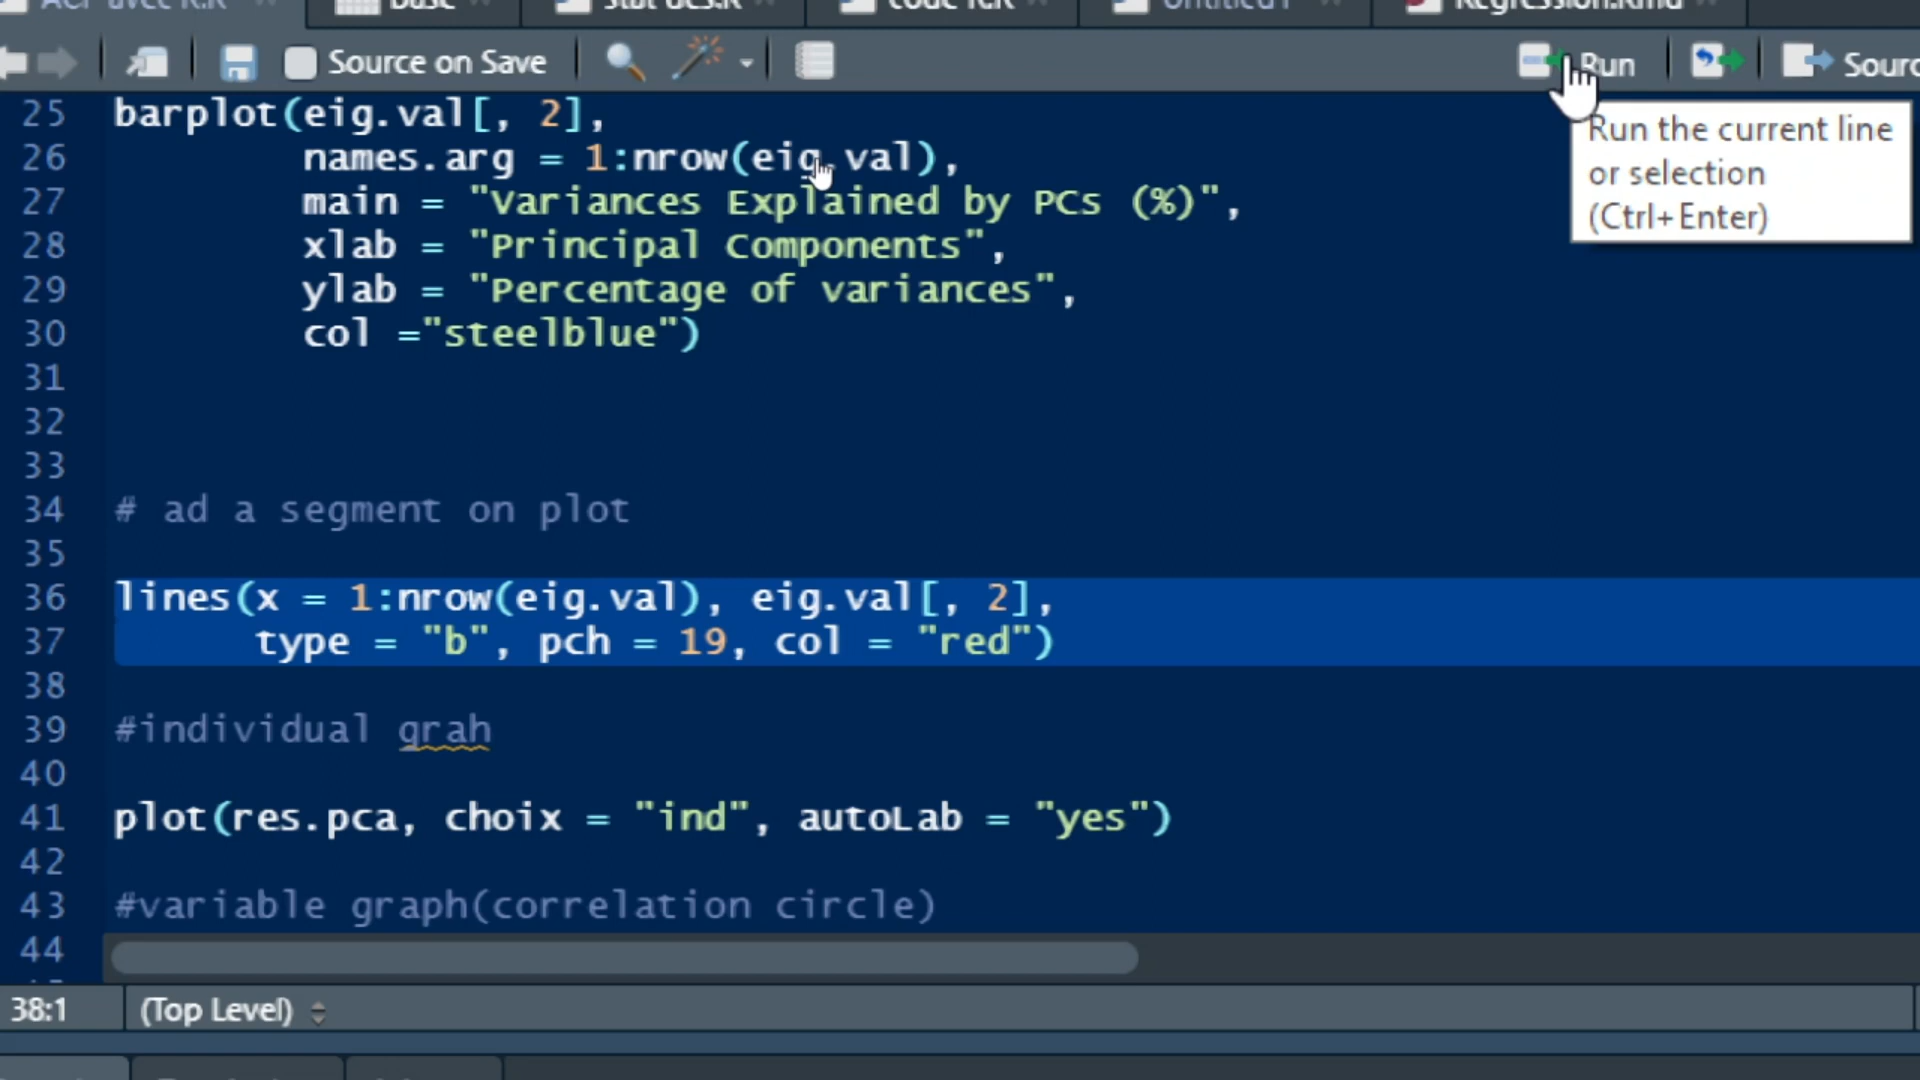 Source on Save
Run
Sourc
Run the current line
or selection
(Ctrl+Enter)
25 barplot(eig.val[, 2],
26 names.arg = 1:nrow(eig.val),
27 main = "Variances Explained by PCs (%)",
28 xlab = "Principal Components",
29 ylab = "Percentage of variances",
30 col ="steelblue")
31
32
33
34 # ad a segment on plot
35
36 lines(x = 1:nrow(eig.val), eig.val[, 2],
37 type = "b", pch = 19, col = "red")
38
39 #individual grah
40
41 plot(res.pca, choix = "ind", autoLab = "yes")
42
43 #variable graph(correlation circle)
44
38:1 (Top Level)